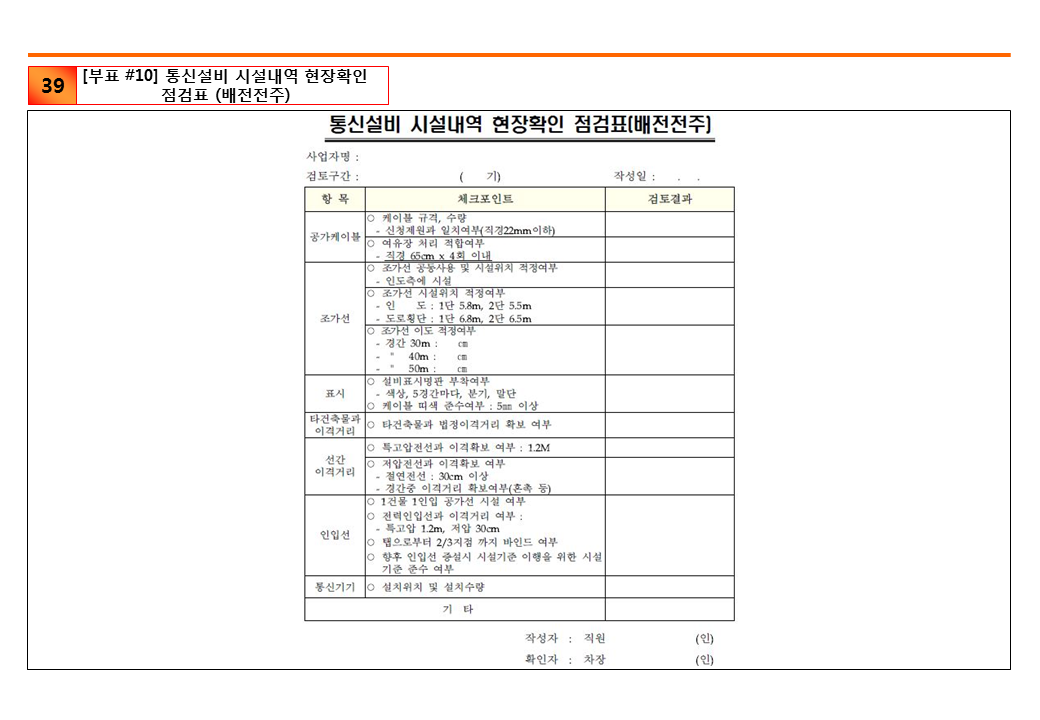 39
[부표 #10] 통신설비 시설내역 현장확인
점검표 (배전전주)
통신설비 시설내역 현장확인 점검표(배전전주)
사업자명 :
검토구간 : ( 기) 작성일 : . .
항 목 체크포인트 검토결과
공가케이블
○ 케이블 규격, 수량
- 신청제원과 일치여부(직경22mm이하)
○ 여유장 처리 적합여부
- 직경 65cm x 4회 이내
조가선
○ 조가선 공동사용 및 시설위치 적정여부
- 인도측에 시설
○ 조가선 시설위치 적정여부
- 인 도 : 1단 5.8m, 2단 5.5m
- 도로횡단 : 1단 6.8m, 2단 6.5m
○ 조가선 이도 적정여부
- 경간 30m : ㎝
- " 40m : ㎝
- " 50m : ㎝
표시
○ 설비표시명판 부착여부
- 색상, 5경간마다, 분기, 말단
○ 케이블 띠색 준수여부 : 5㎜ 이상
타건축물과
이격거리
○ 타건축물과 법정이격거리 확보 여부
선간
이격거리
○ 특고압전선과 이격확보 여부 : 1.2M
○ 저압전선과 이격확보 여부
- 절연전선 : 30cm 이상
- 경간중 이격거리 확보여부(혼촉 등)
인입선
○ 1건물 1인입 공가선 시설 여부
○ 전력인입선과 이격거리 여부 :
- 특고압 1.2m, 저압 30cm
○ 탭으로부터 2/3지점 까지 바인드 여부
○ 향후 인입선 증설시 시설기준 이행을 위한 시설
기준 준수 여부
통신기기 ○ 설치위치 및 설치수량
기 타
작성자 : 직원 (인)
확인자 : 차장 (인)